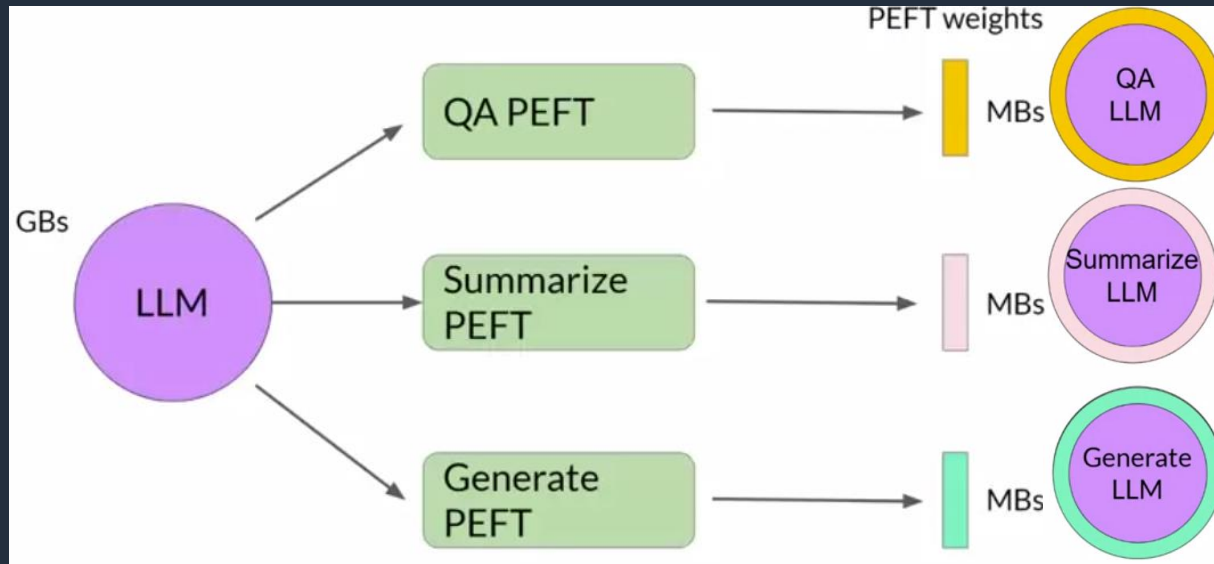 PEFT weights
QA PEFT
MBs
QA
LLM
GBs
LLM
Summarize
PEFT
MBs
Summarize
LLM
Generate
PEFT
MBs
Generate
LLM